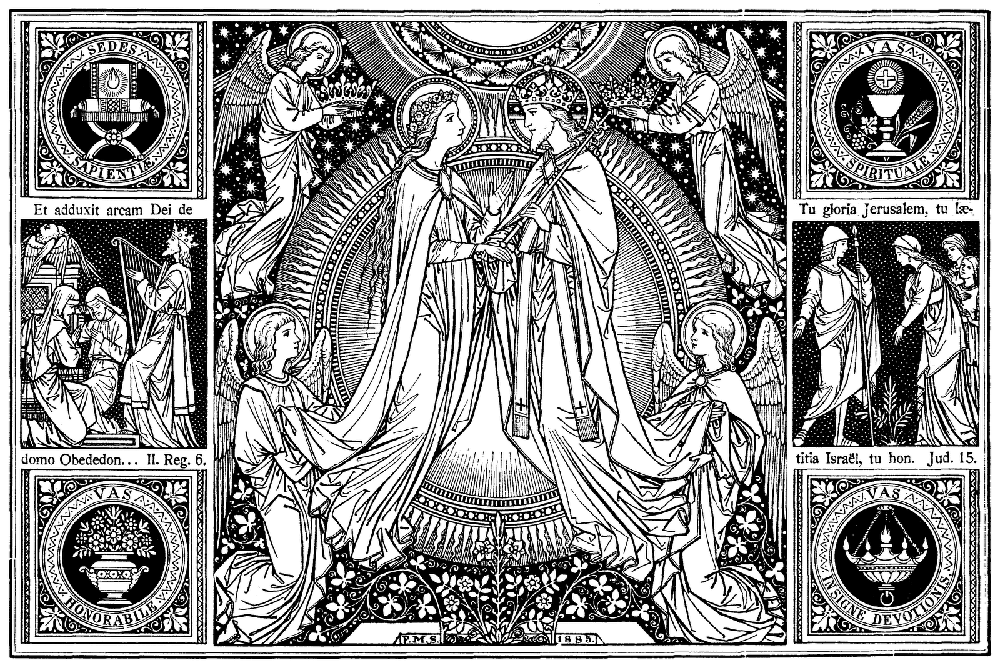 SEDES
SAPIENTIÆ
Et adduxit arcam Dei de
domo Obededon... II. Reg. 6.
VAS
HONORABILE
P.M.S.
1885.
VAS
SPIRITUALE
Tu gloria Jerusalem, tu læ-
titia Israël, tu hon. Jud. 15.
VAS
INSIGNE DEVOTIONIS